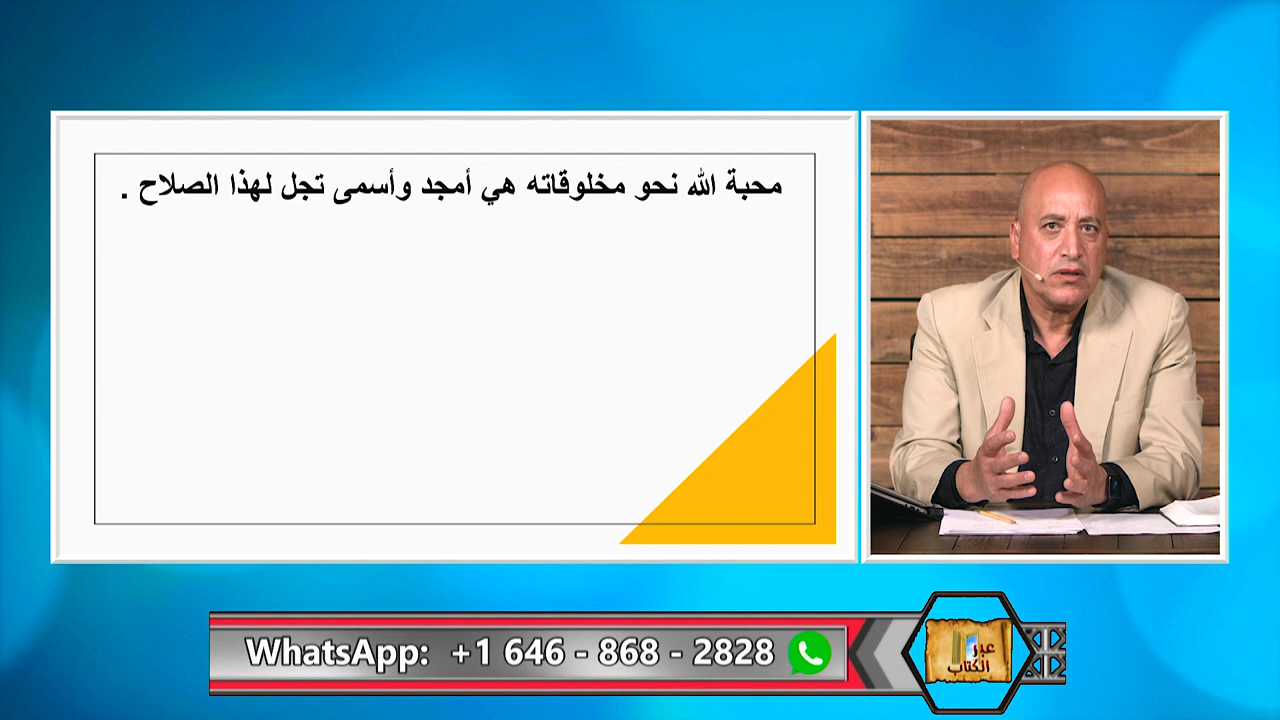 محبة الله نحو مخلوقاته هي أمجد وأسمى تجل لهذا الصلاح .
WhatsApp: +1 646 - 868 - 2828
عبر
الكتاب